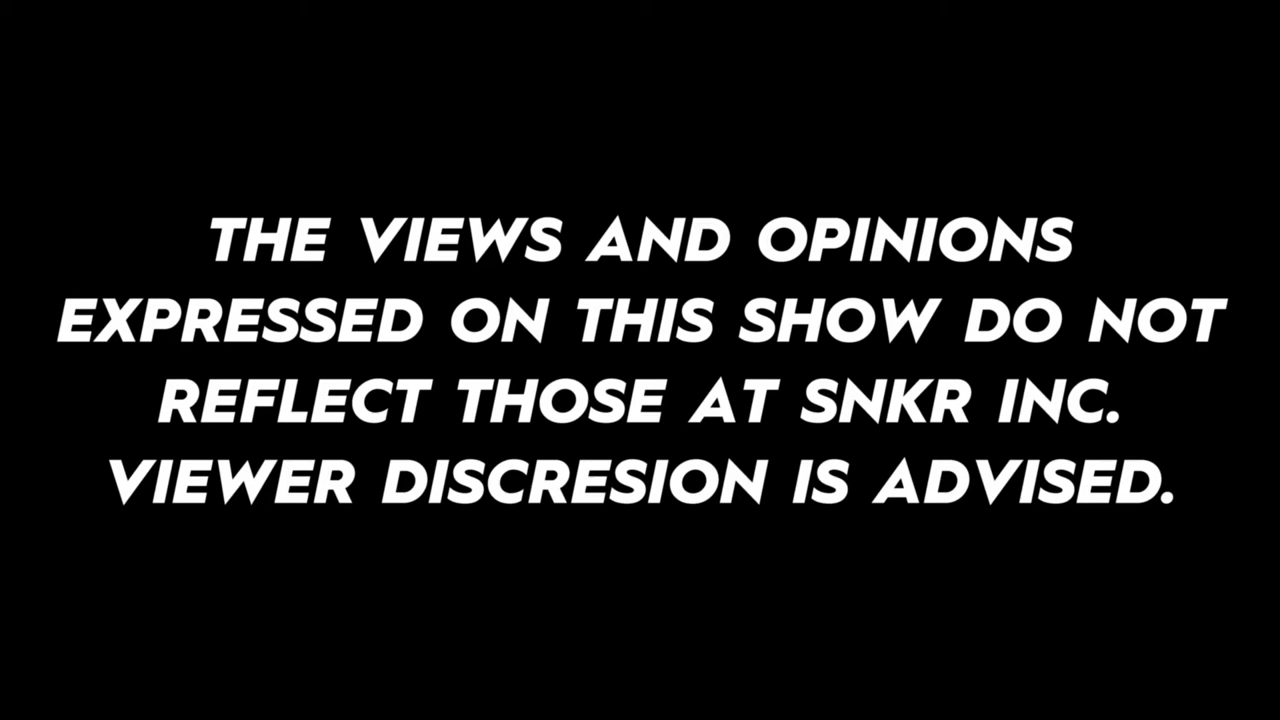 THE VIEWS AND OPINIONS
EXPRESSED ON THIS SHOW DO NOT
REFLECT THOSE AT SNKR INC.
VIEWER DISCRESION IS ADVISED.